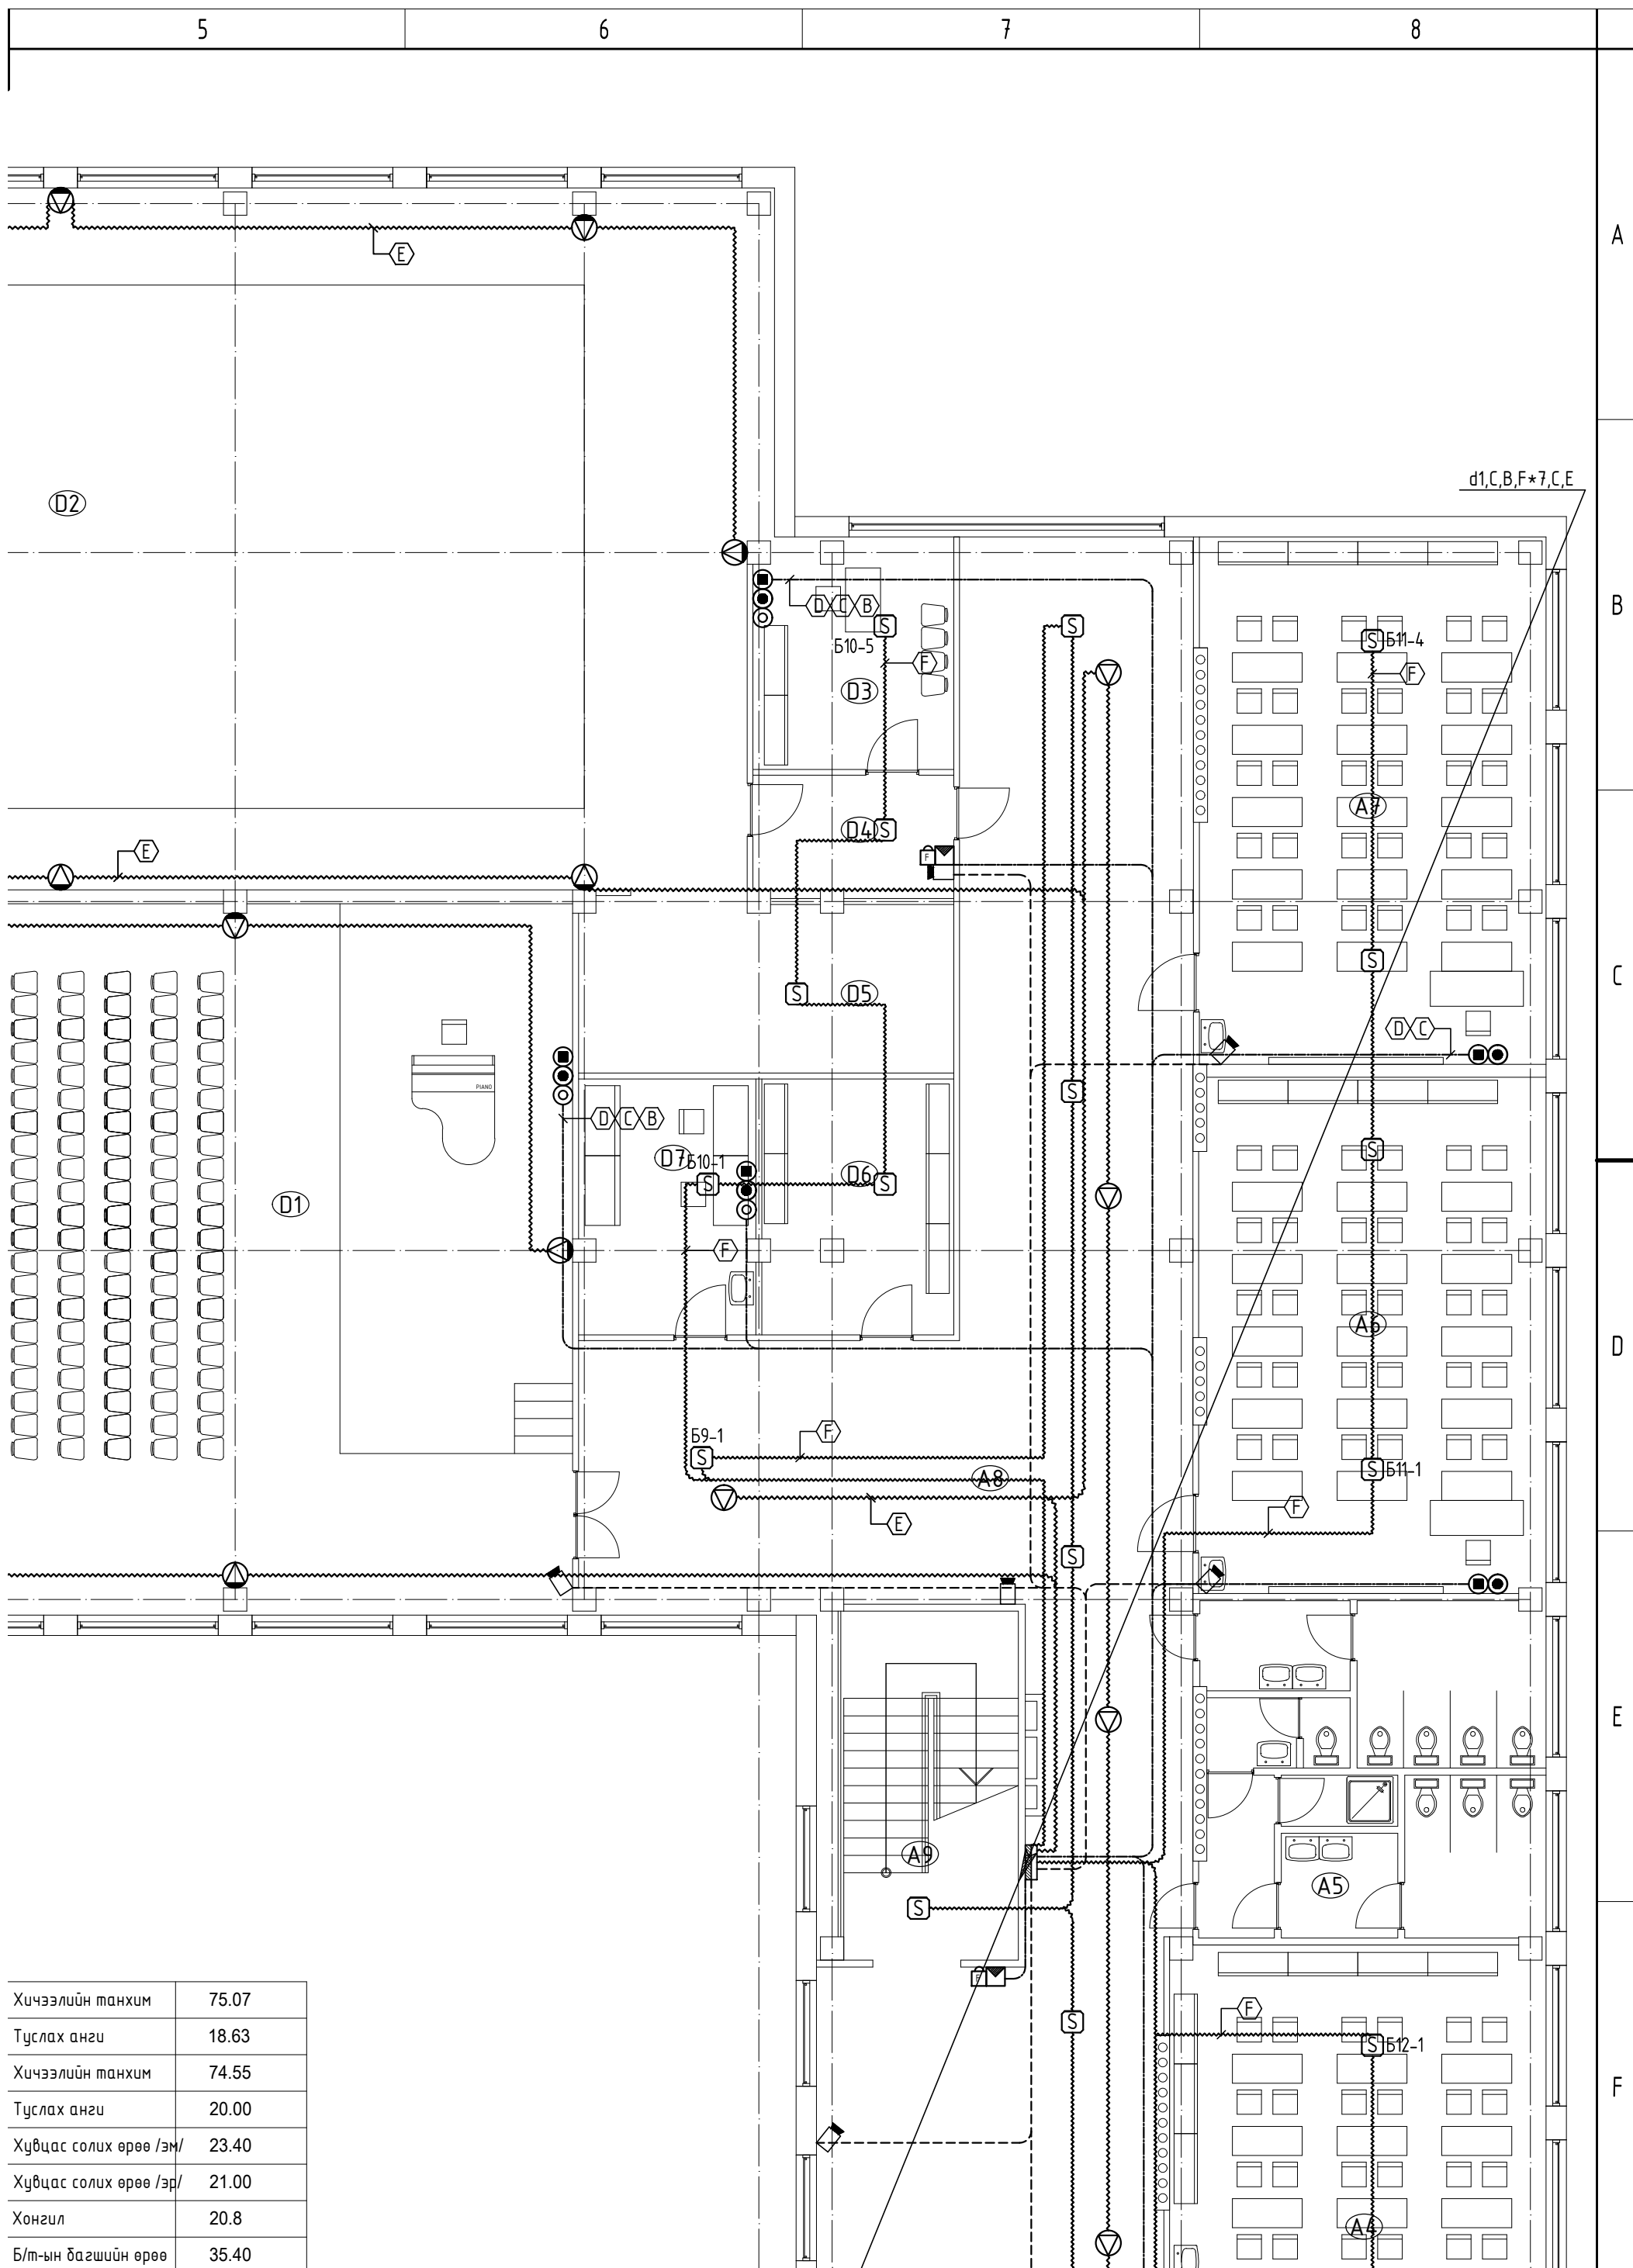 5 6 7 8
A
E
d1,C,B,F*7,C,E
D2
B
D C B
S
S
S Б11-4
Б10-5
F
F
D3
A7
E
D4 S
F
S
C
S
D5
D C
PIANO
S
D C B
S
D7 Б10-1
D6
S
S
D1
F
A6
D
Б9-1
F
S
S Б11-1
A8
F
E
S
E
A9
A5
S
F
Хичээлийн танхим 75.07
S
F
Туслах анги 18.63
S Б12-1
Хичээлийн танхим 74.55
F
Туслах анги 20.00
Хувцас солих өрөө /эм/ 23.40
Хувцас солих өрөө /эр/ 21.00
Хонгил 20.8
A4
Б/т-ын багшийн өрөө 35.40